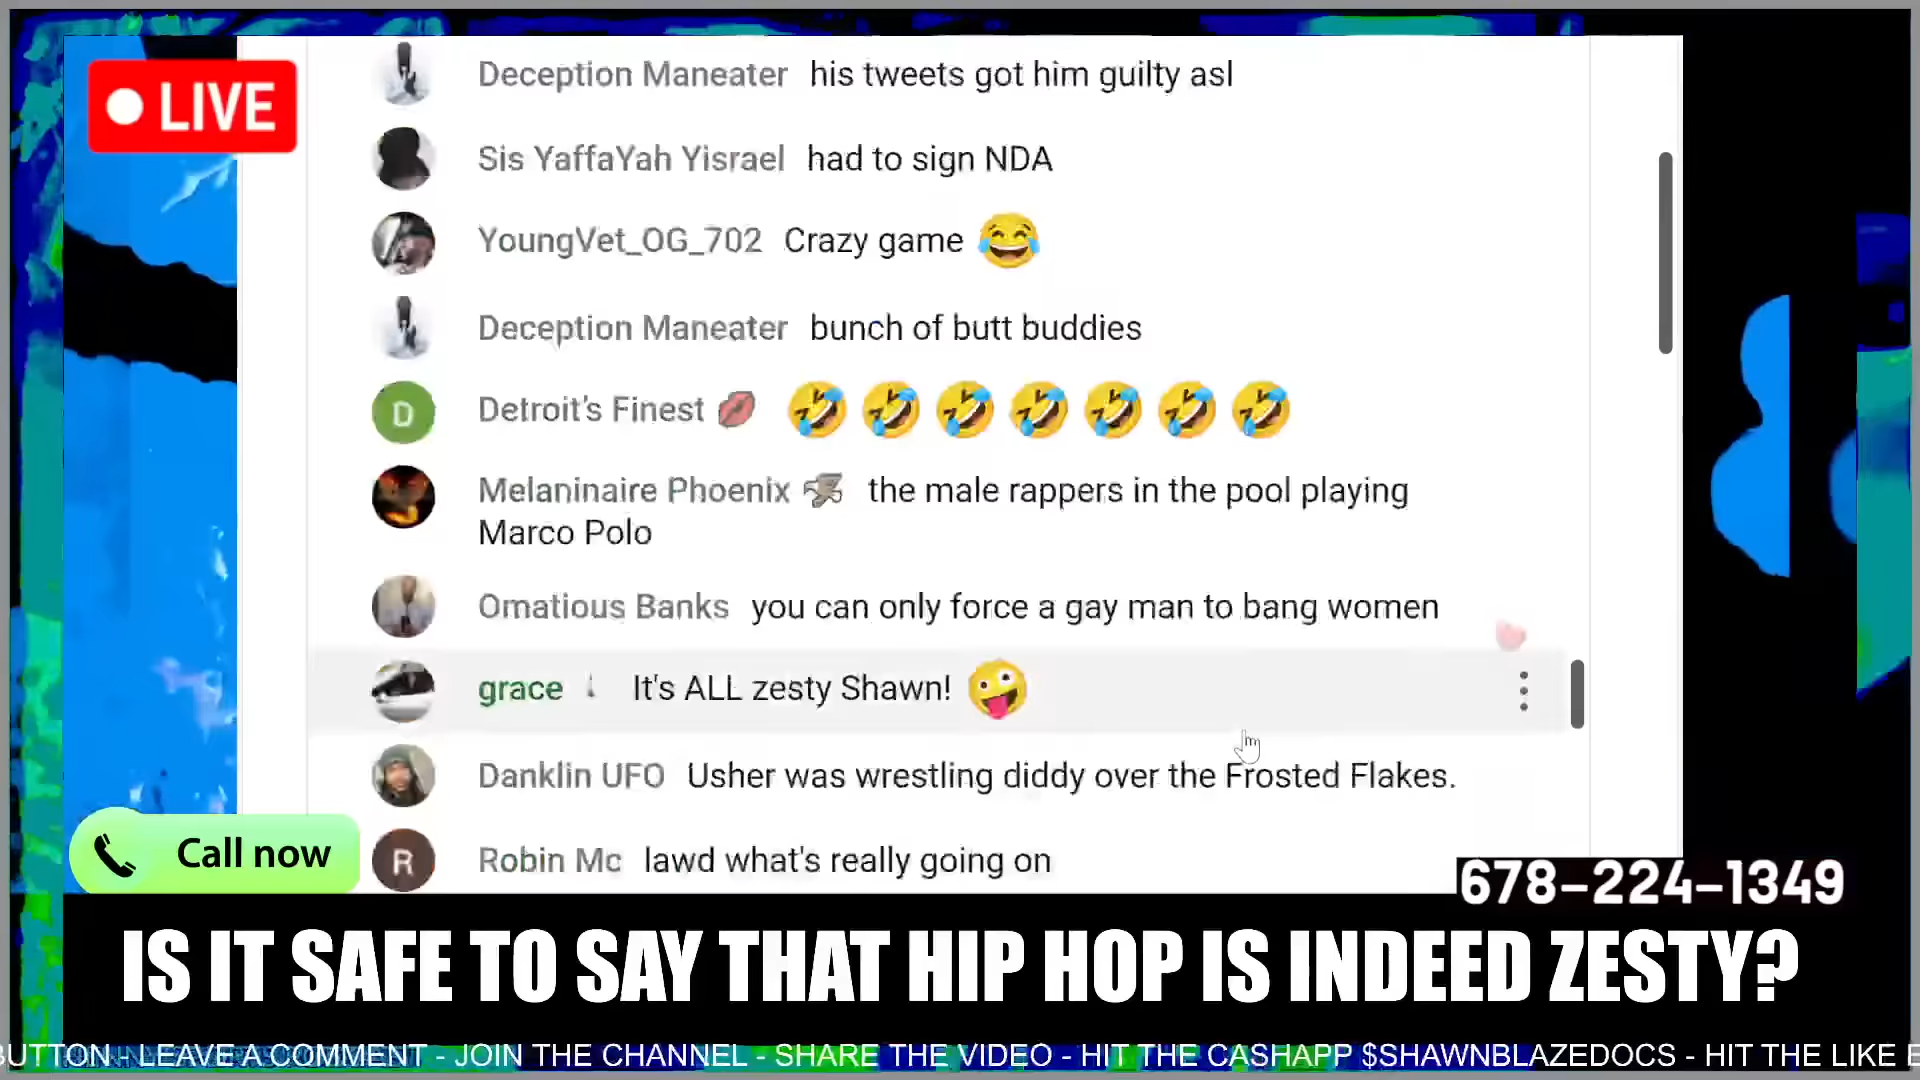 LIVE
Deception Maneater his tweets got him guilty asl
Sis YaffaYah Yisrael had to sign NDA
YoungVet_OG_702 Crazy game 😂
Deception Maneater bunch of butt buddies
D Detroit's Finest 💋 🤣🤣🤣🤣🤣🤣🤣
Melaninaire Phoenix the male rappers in the pool playing
Marco Polo
Omatious Banks you can only force a gay man to bang women
grace It's ALL zesty Shawn! 🤪
Danklin UFO Usher was wrestling diddy over the Frosted Flakes.
R Robin Mc lawd what's really going on
Call now
678-224-1349
IS IT SAFE TO SAY THAT HIP HOP IS INDEED ZESTY?
BUTTON - LEAVE A COMMENT - JOIN THE CHANNEL - SHARE THE VIDEO - HIT THE CASHAPP $SHAWNBLAZEDOCS - HIT THE LIKE